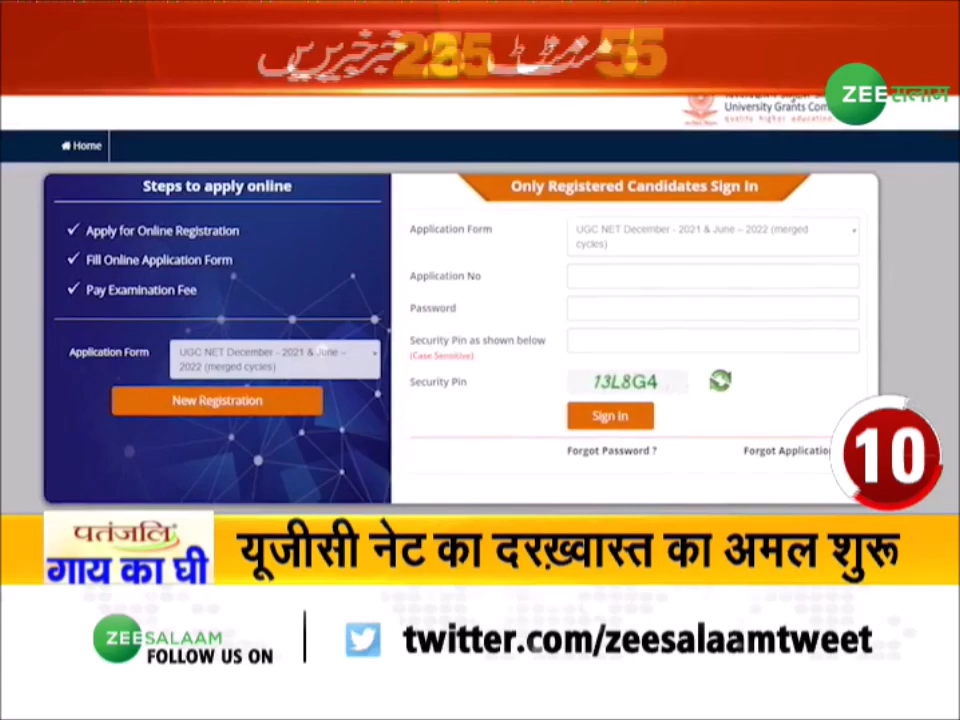 ZEE सलाम
University Grants Com
quality higher education
Home
Steps to apply online
Apply for Online Registration
Fill Online Application Form
Pay Examination Fee
Application Form
UGC NET December - 2021 & June –
2022 (merged cycles)
New Registration
Only Registered Candidates Sign In
Application Form
UGC NET December - 2021 & June – 2022 (merged
cycles)
Application No
Password
Security Pin as shown below
(Case Sensitive)
Security Pin
13L8G4
Sign In
Forgot Password ?
Forgot Applicatio
10
पतंजलि
गाय का घी
यूजीसी नेट का दरख़्वास्त का अमल शुरू
ZEESALAAM
FOLLOW US ON
twitter.com/zeesalaamtweet